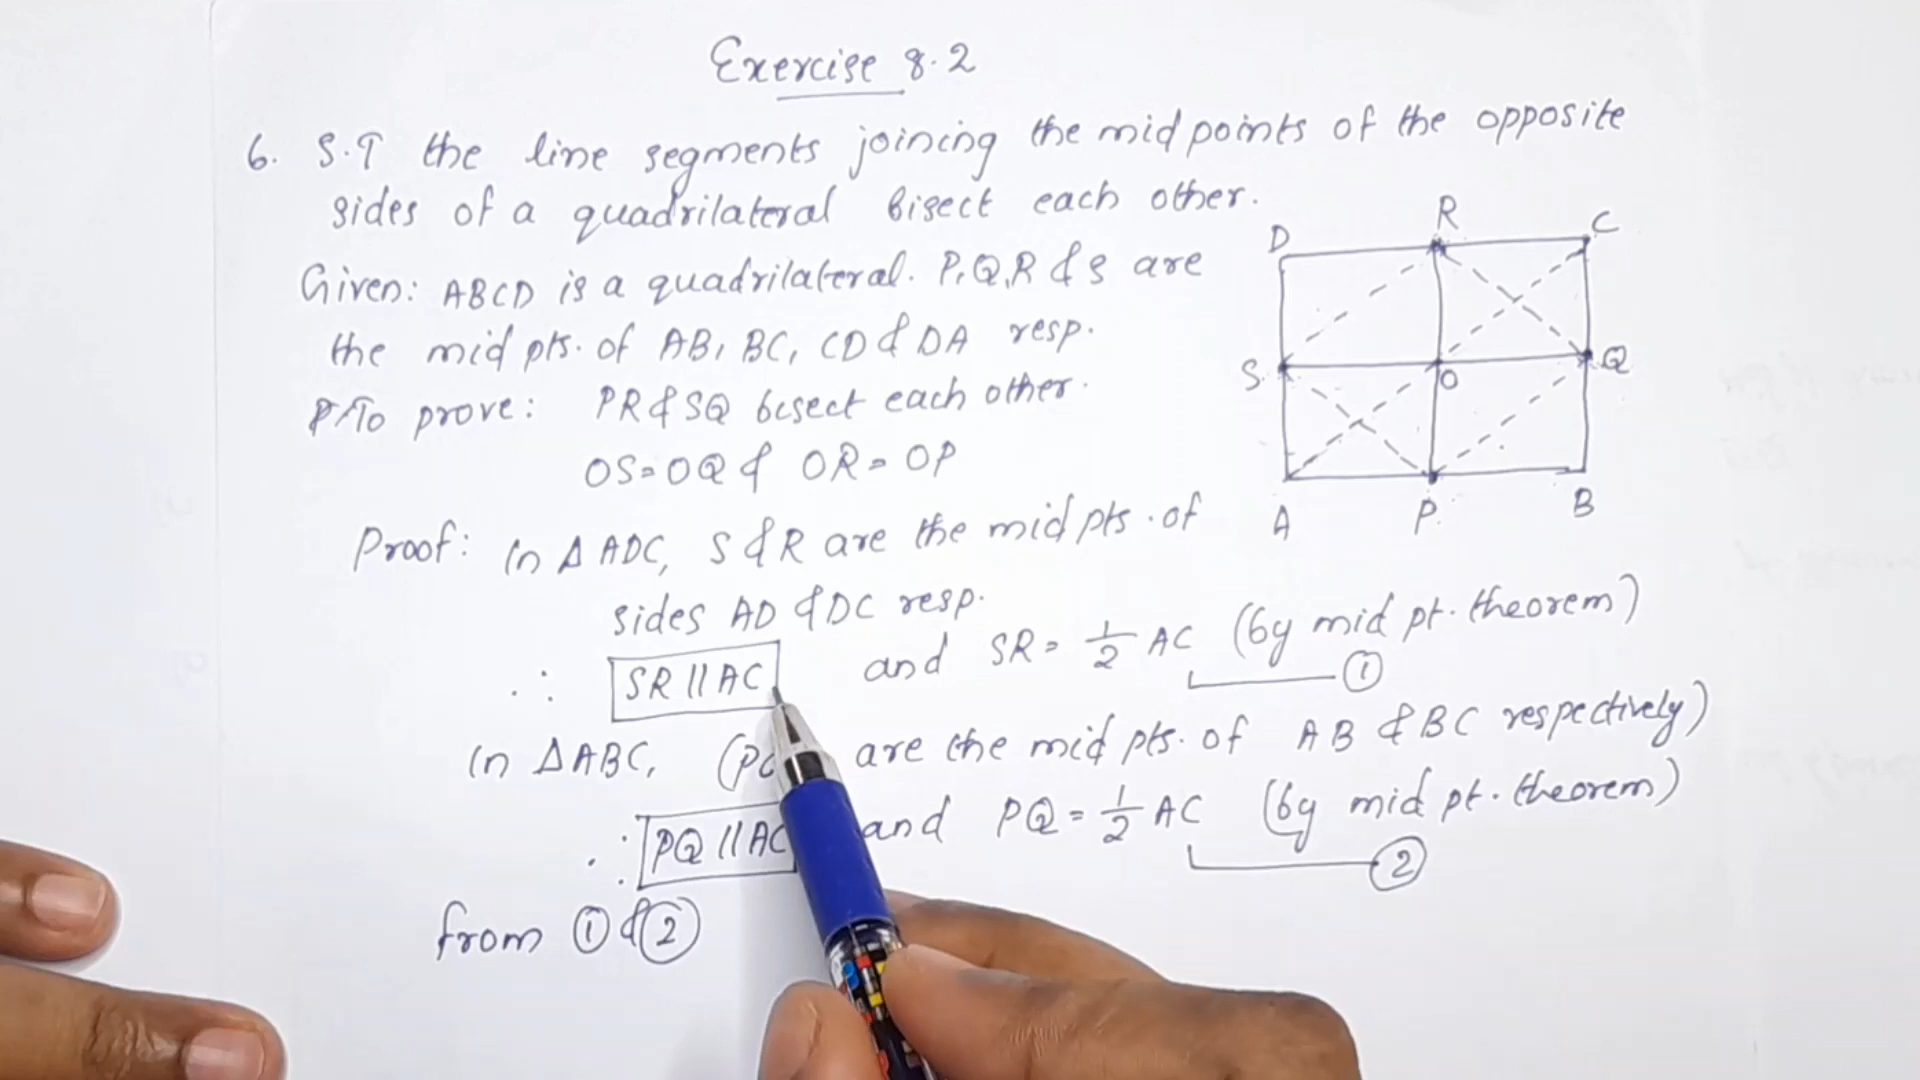 Exercise 8.2
6. S.T the line segments joining the mid points of the opposite
sides of a quadrilateral bisect each other.
Given: ABCD is a quadrilateral. P,Q,R & S are
the mid pts. of AB, BC, CD & DA resp.
To prove: PR & SQ bisect each other.
OS = OQ & OR = OP
Proof: In Δ ADC, S & R are the mid pts. of
sides AD & DC resp.
∴ SR || AC and SR = 1/2 AC (by mid pt. theorem)
①
In ΔABC, (P are the mid pts. of AB & BC respectively)
∴ PQ || AC and PQ = 1/2 AC (by mid pt. theorem)
②
from ① & ②
D R C
S O Q
A P B